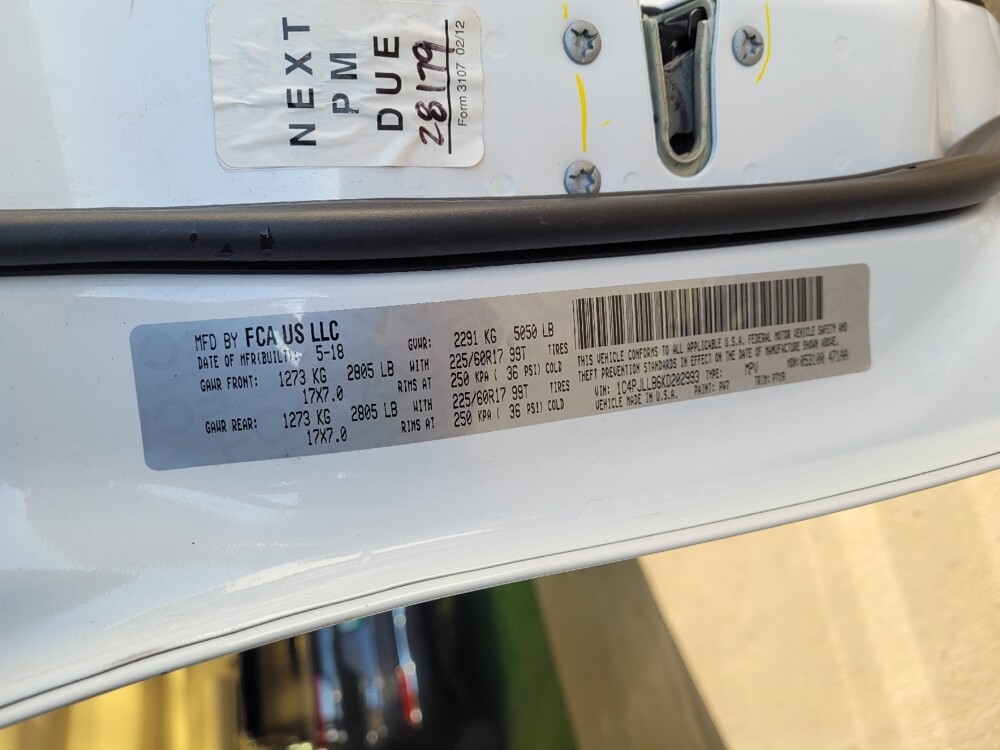 NEXT
PM
DUE
28179
Form 3107 02/12
MFD BY FCA US LLC
DATE OF MFR(BUILT): 5-18
GVWR: 2291 KG 5050 LB
GAWR FRONT: 1273 KG 2805 LB WITH 225/60R17 99T TIRES
17X7.0 RIMS AT 250 KPA ( 36 PSI) COLD
GAWR REAR: 1273 KG 2805 LB WITH 225/60R17 99T TIRES
17X7.0 RIMS AT 250 KPA ( 36 PSI) COLD
THIS VEHICLE CONFORMS TO ALL APPLICABLE U.S.A. FEDERAL MOTOR VEHICLE SAFETY AND
THEFT PREVENTION STANDARDS IN EFFECT ON THE DATE OF MANUFACTURE SHOWN ABOVE.
VIN: 1C4PJLLB6KD202993 TYPE: MPV
VEHICLE MADE IN U.S.A. PAINT: PW7